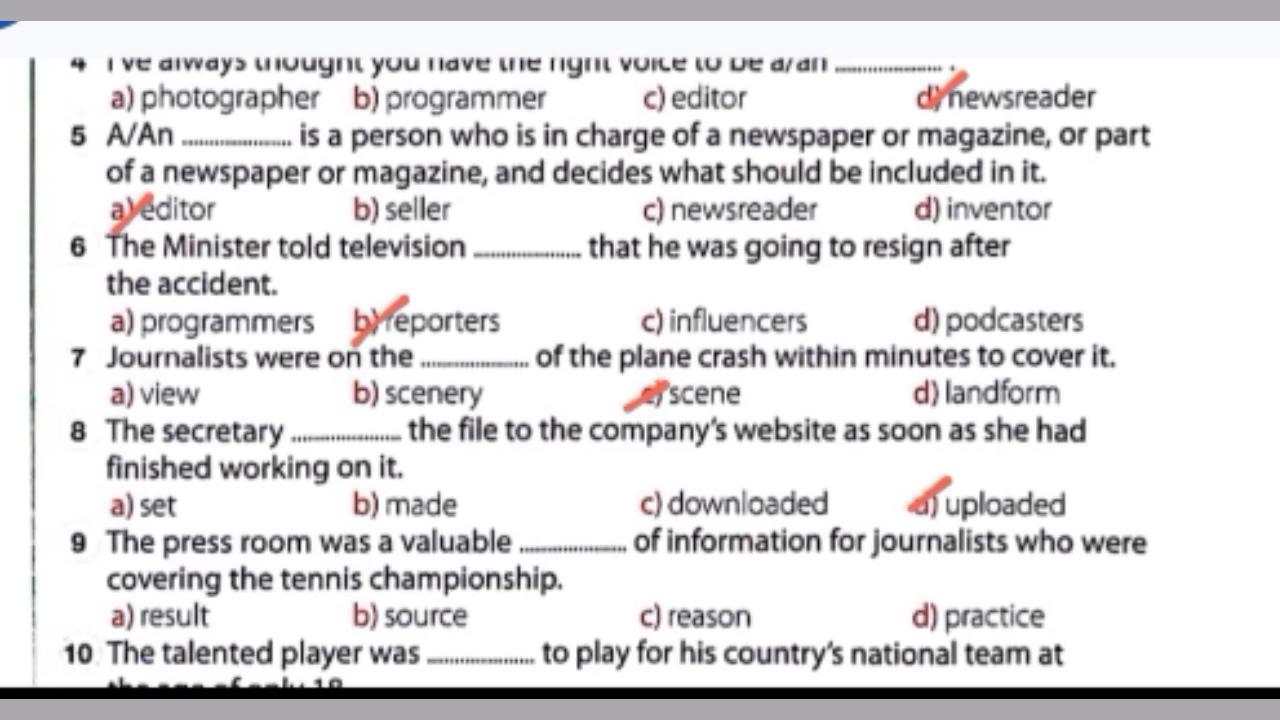 4 I've always thought you have the right voice to be a/an .................... .
a) photographer b) programmer c) editor d) newsreader
5 A/An .................... is a person who is in charge of a newspaper or magazine, or part
of a newspaper or magazine, and decides what should be included in it.
a) editor b) seller c) newsreader d) inventor
6 The Minister told television .................... that he was going to resign after
the accident.
a) programmers b) reporters c) influencers d) podcasters
7 Journalists were on the .................... of the plane crash within minutes to cover it.
a) view b) scenery c) scene d) landform
8 The secretary .................... the file to the company's website as soon as she had
finished working on it.
a) set b) made c) downloaded d) uploaded
9 The press room was a valuable .................... of information for journalists who were
covering the tennis championship.
a) result b) source c) reason d) practice
10 The talented player was .................... to play for his country's national team at
the age of only 18